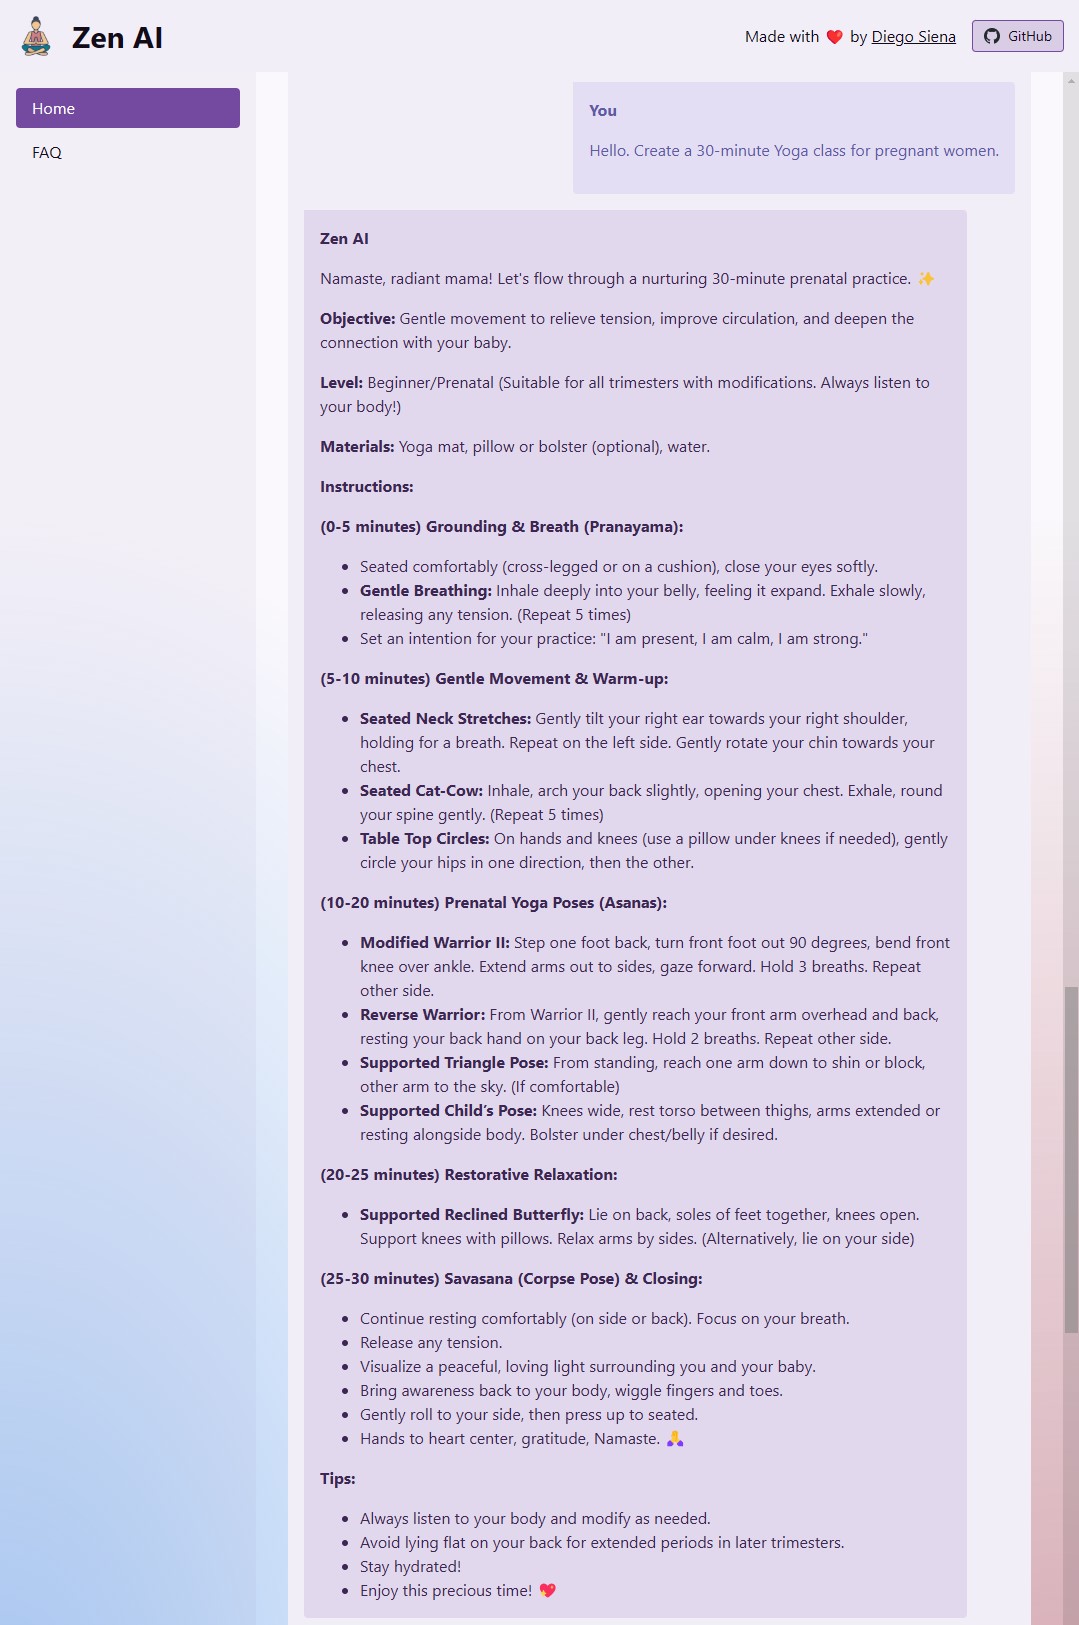 Zen AI
Made with ❤️ by Diego Siena
GitHub
Home
FAQ
You
Hello. Create a 30-minute Yoga class for pregnant women.
Zen AI
Namaste, radiant mama! Let's flow through a nurturing 30-minute prenatal practice. ✨
Objective: Gentle movement to relieve tension, improve circulation, and deepen the
connection with your baby.
Level: Beginner/Prenatal (Suitable for all trimesters with modifications. Always listen to
your body!)
Materials: Yoga mat, pillow or bolster (optional), water.
Instructions:
(0-5 minutes) Grounding & Breath (Pranayama):
• Seated comfortably (cross-legged or on a cushion), close your eyes softly.
• Gentle Breathing: Inhale deeply into your belly, feeling it expand. Exhale slowly,
releasing any tension. (Repeat 5 times)
• Set an intention for your practice: "I am present, I am calm, I am strong."
(5-10 minutes) Gentle Movement & Warm-up:
• Seated Neck Stretches: Gently tilt your right ear towards your right shoulder,
holding for a breath. Repeat on the left side. Gently rotate your chin towards your
chest.
• Seated Cat-Cow: Inhale, arch your back slightly, opening your chest. Exhale, round
your spine gently. (Repeat 5 times)
• Table Top Circles: On hands and knees (use a pillow under knees if needed), gently
circle your hips in one direction, then the other.
(10-20 minutes) Prenatal Yoga Poses (Asanas):
• Modified Warrior II: Step one foot back, turn front foot out 90 degrees, bend front
knee over ankle. Extend arms out to sides, gaze forward. Hold 3 breaths. Repeat
other side.
• Reverse Warrior: From Warrior II, gently reach your front arm overhead and back,
resting your back hand on your back leg. Hold 2 breaths. Repeat other side.
• Supported Triangle Pose: From standing, reach one arm down to shin or block,
other arm to the sky. (If comfortable)
• Supported Child’s Pose: Knees wide, rest torso between thighs, arms extended or
resting alongside body. Bolster under chest/belly if desired.
(20-25 minutes) Restorative Relaxation:
• Supported Reclined Butterfly: Lie on back, soles of feet together, knees open.
Support knees with pillows. Relax arms by sides. (Alternatively, lie on your side)
(25-30 minutes) Savasana (Corpse Pose) & Closing:
• Continue resting comfortably (on side or back). Focus on your breath.
• Release any tension.
• Visualize a peaceful, loving light surrounding you and your baby.
• Bring awareness back to your body, wiggle fingers and toes.
• Gently roll to your side, then press up to seated.
• Hands to heart center, gratitude, Namaste. 🙏
Tips:
• Always listen to your body and modify as needed.
• Avoid lying flat on your back for extended periods in later trimesters.
• Stay hydrated!
• Enjoy this precious time! 💖